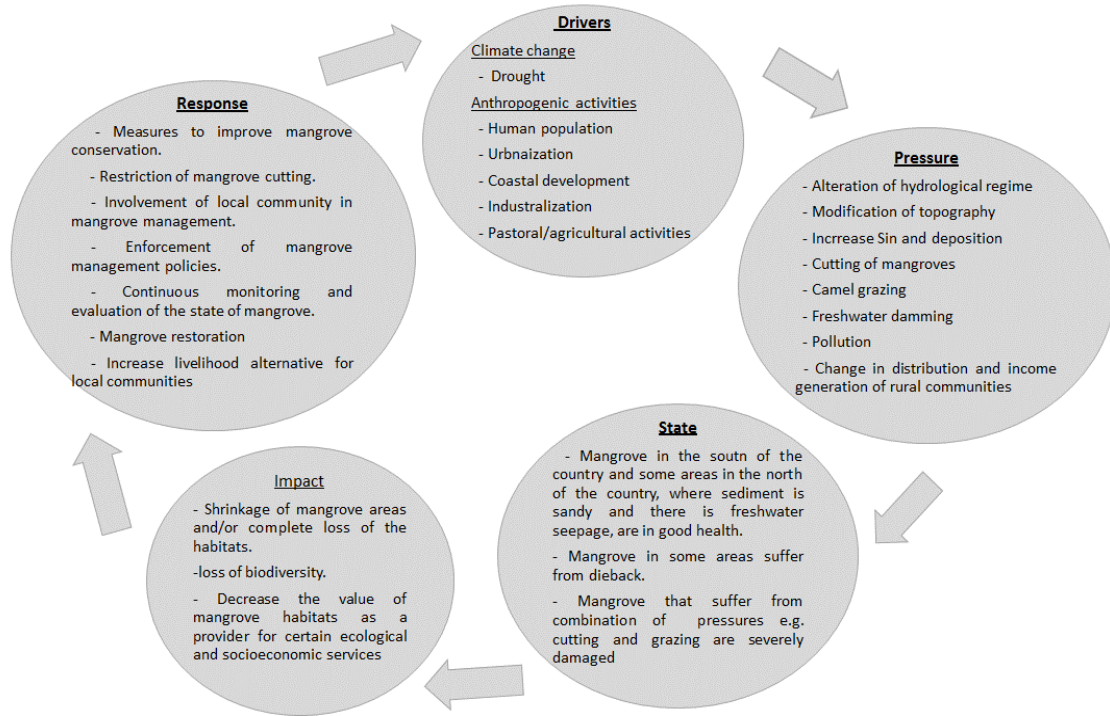 Drivers
Climate change
- Drought
Anthropogenic activities
- Human population
- Urbnaization
- Coastal development
- Industralization
- Pastoral/agricultural activities
Pressure
- Alteration of hydrological regime
- Modification of topography
- Incrrease Sin and deposition
- Cutting of mangroves
- Camel grazing
- Freshwater damming
- Pollution
- Change in distribution and income
generation of rural communities
State
- Mangrove in the soutn of the
country and some areas in the north
of the country, where sediment is
sandy and there is freshwater
seepage, are in good health.
- Mangrove in some areas suffer
from dieback.
- Mangrove that suffer from
combination of pressures e.g.
cutting and grazing are severely
damaged
Impact
- Shrinkage of mangrove areas
and/or complete loss of the
habitats.
-loss of biodiversity.
- Decrease the value of
mangrove habitats as a
provider for certain ecological
and socioeconomic services
Response
- Measures to improve mangrove
conservation.
- Restriction of mangrove cutting.
- Involvement of local community in
mangrove management.
- Enforcement of mangrove
management policies.
- Continuous monitoring and
evaluation of the state of mangrove.
- Mangrove restoration
- Increase livelihood alternative for
local communities